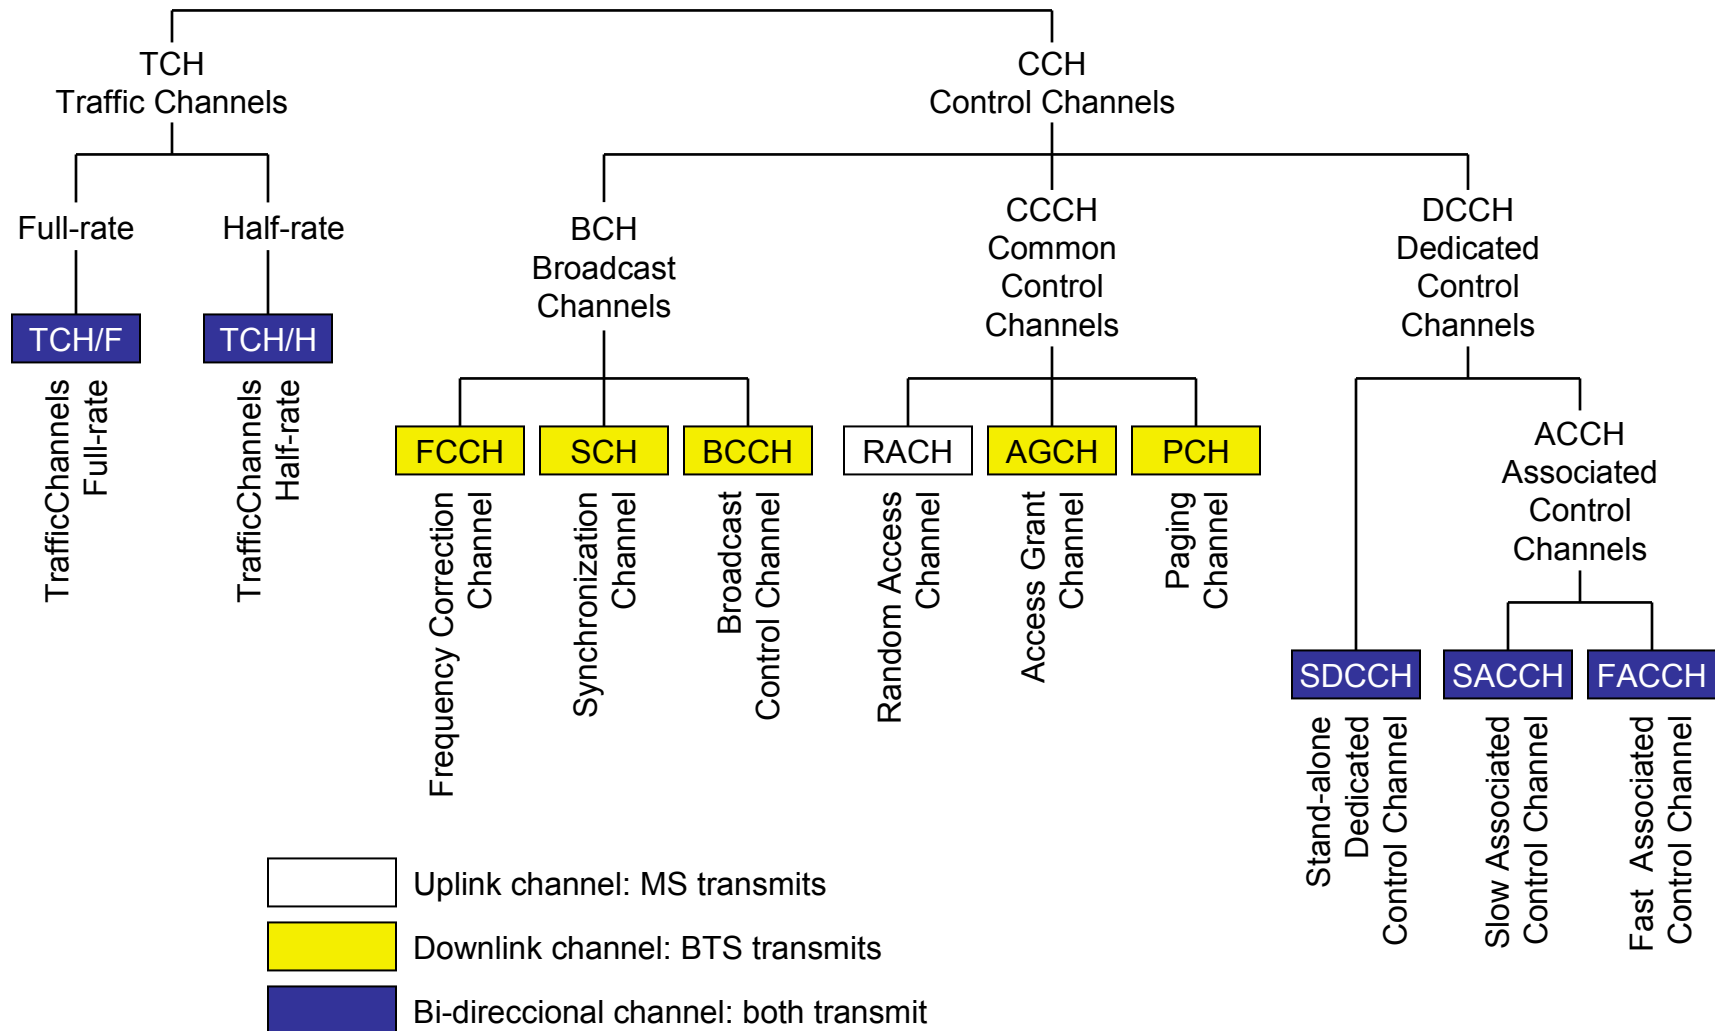 TCH
Traffic Channels
CCH
Control Channels
Full-rate
Half-rate
BCH
Broadcast
Channels
CCCH
Common
Control
Channels
DCCH
Dedicated
Control
Channels
TCH/F
TCH/H
TrafficChannels
Full-rate
TrafficChannels
Half-rate
FCCH
SCH
BCCH
RACH
AGCH
PCH
ACCH
Associated
Control
Channels
Frequency Correction
Channel
Synchronization
Channel
Broadcast
Control Channel
Random Access
Channel
Access Grant
Channel
Paging
Channel
SDCCH
SACCH
FACCH
Stand-alone
Dedicated
Control Channel
Slow Associated
Control Channel
Fast  Associated
Control Channel
Uplink channel: MS transmits
Downlink channel: BTS transmits
Bi-direccional channel: both transmit